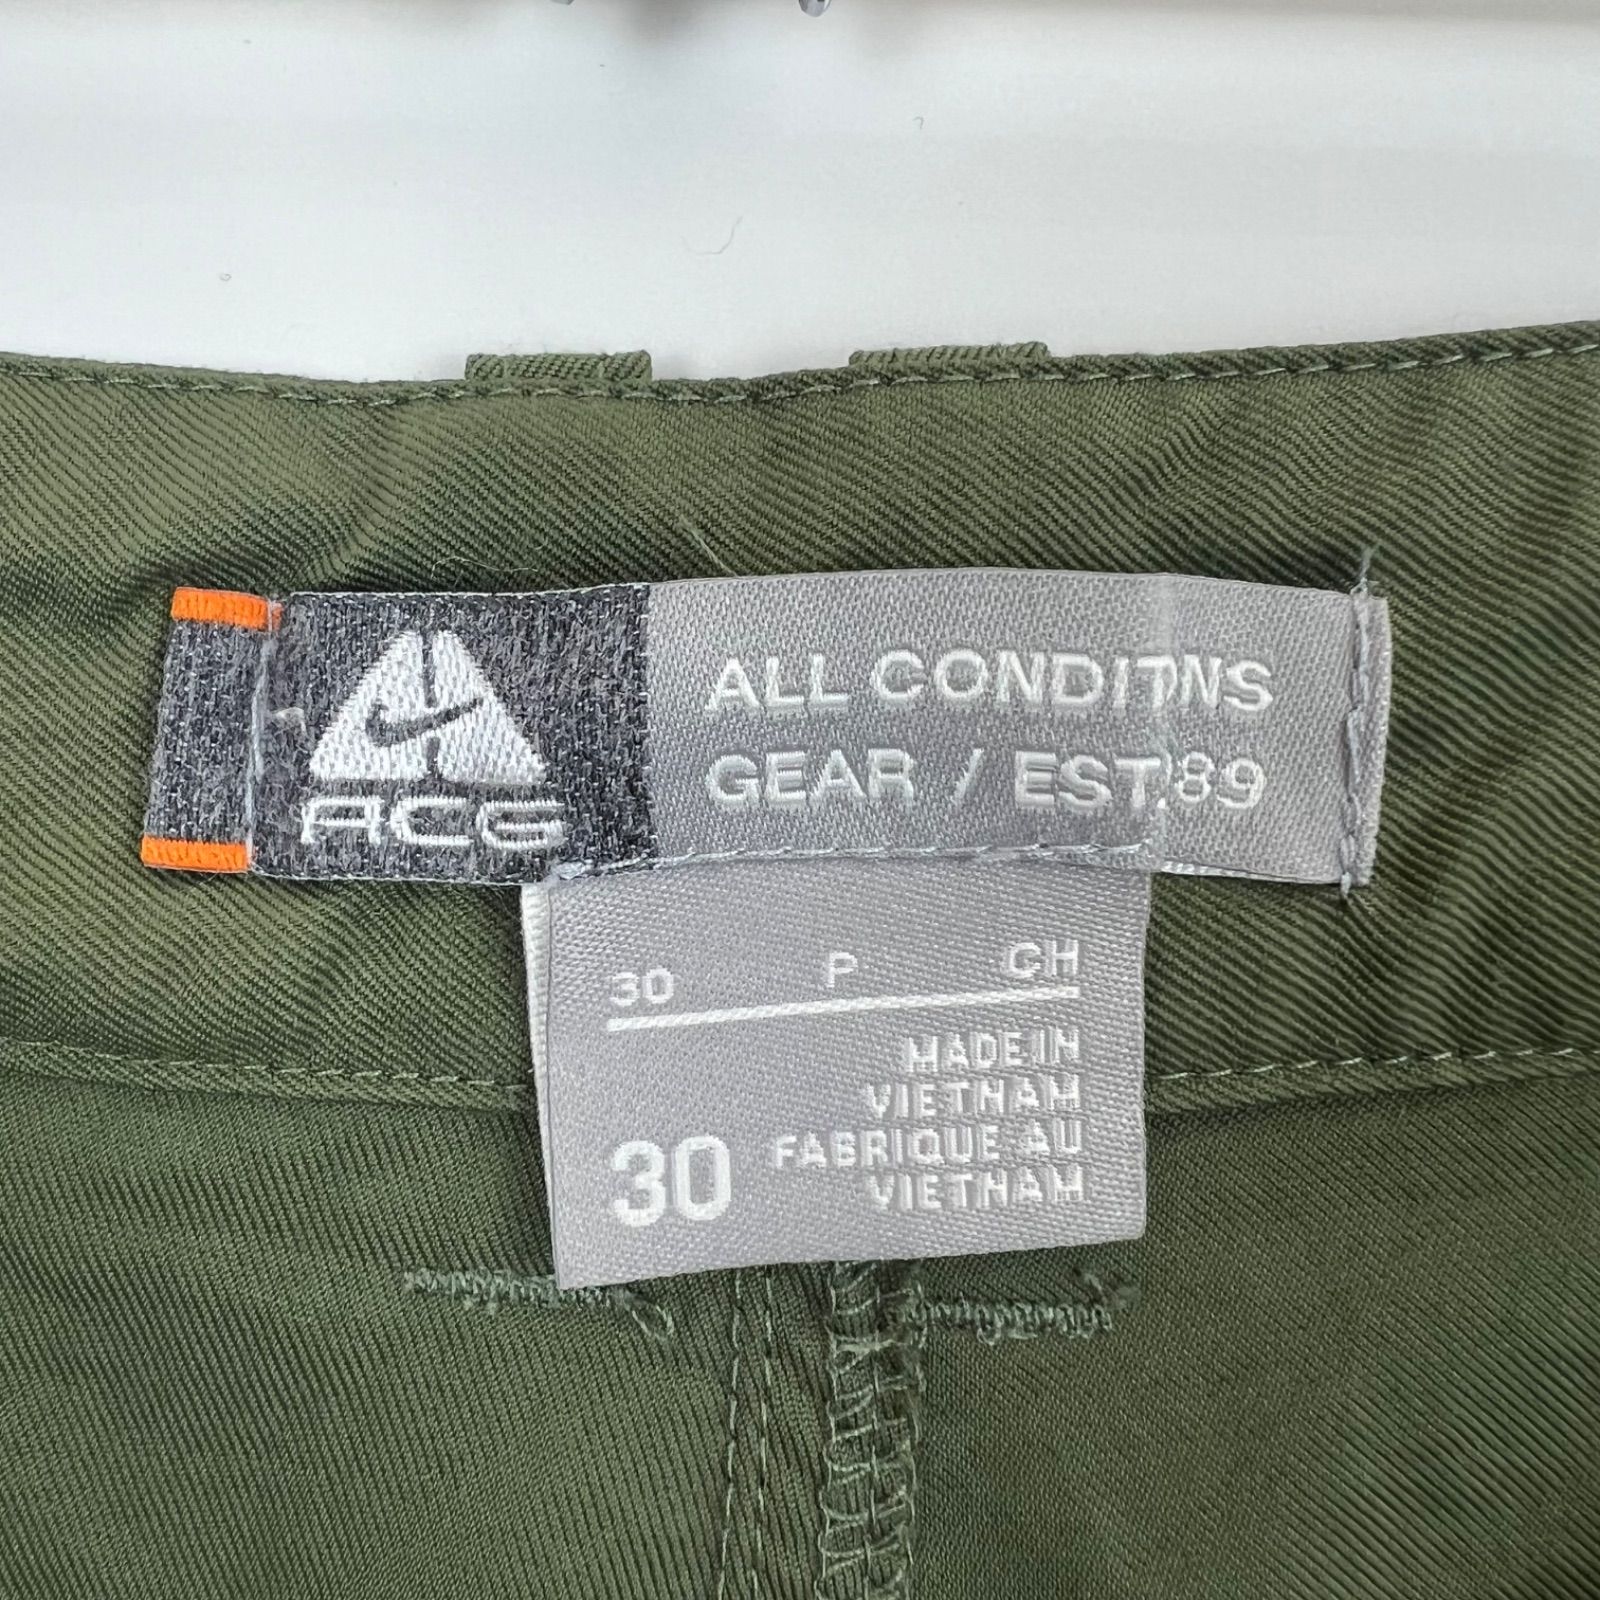 ACG
ALL CONDITNS
GEAR / EST.89
30 P CH
MADE IN
VIETNAM
FABRIQUE AU
VIETNAM
30